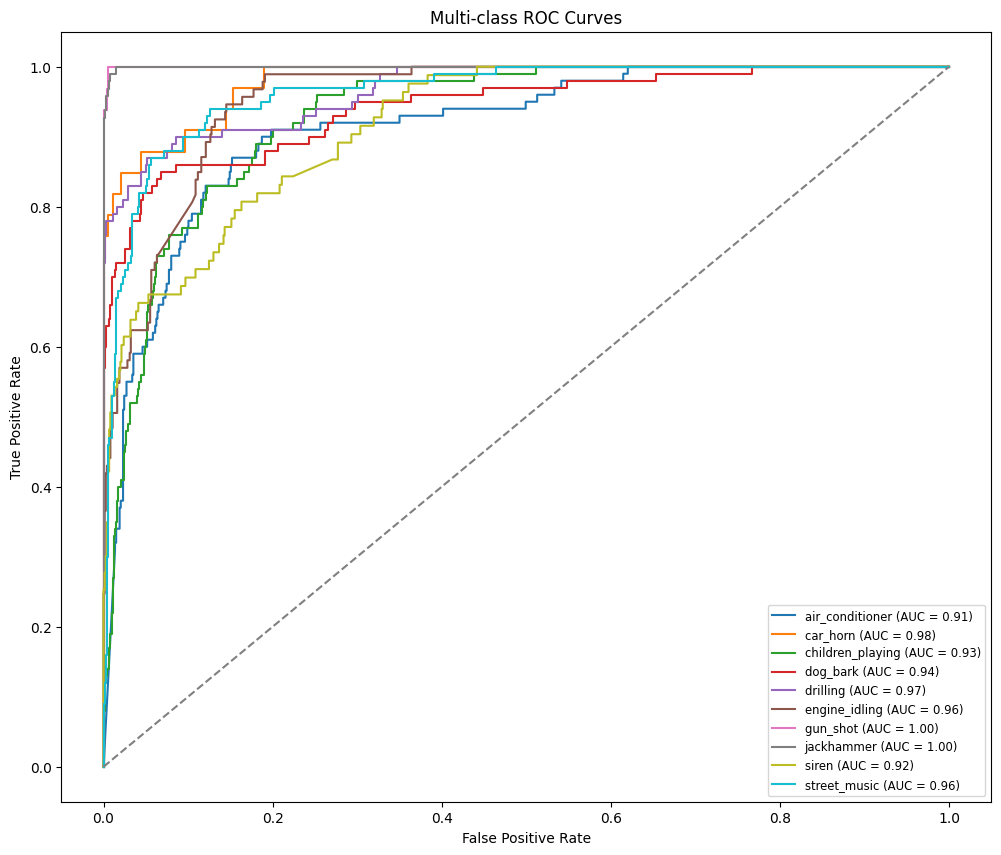 Multi-class ROC Curves
True Positive Rate
1.0
0.8
0.6
0.4
0.2
0.0
air_conditioner (AUC = 0.91)
car_horn (AUC = 0.98)
children_playing (AUC = 0.93)
dog_bark (AUC = 0.94)
drilling (AUC = 0.97)
engine_idling (AUC = 0.96)
gun_shot (AUC = 1.00)
jackhammer (AUC = 1.00)
siren (AUC = 0.92)
street_music (AUC = 0.96)
0.0 0.2 0.4 0.6 0.8 1.0
False Positive Rate